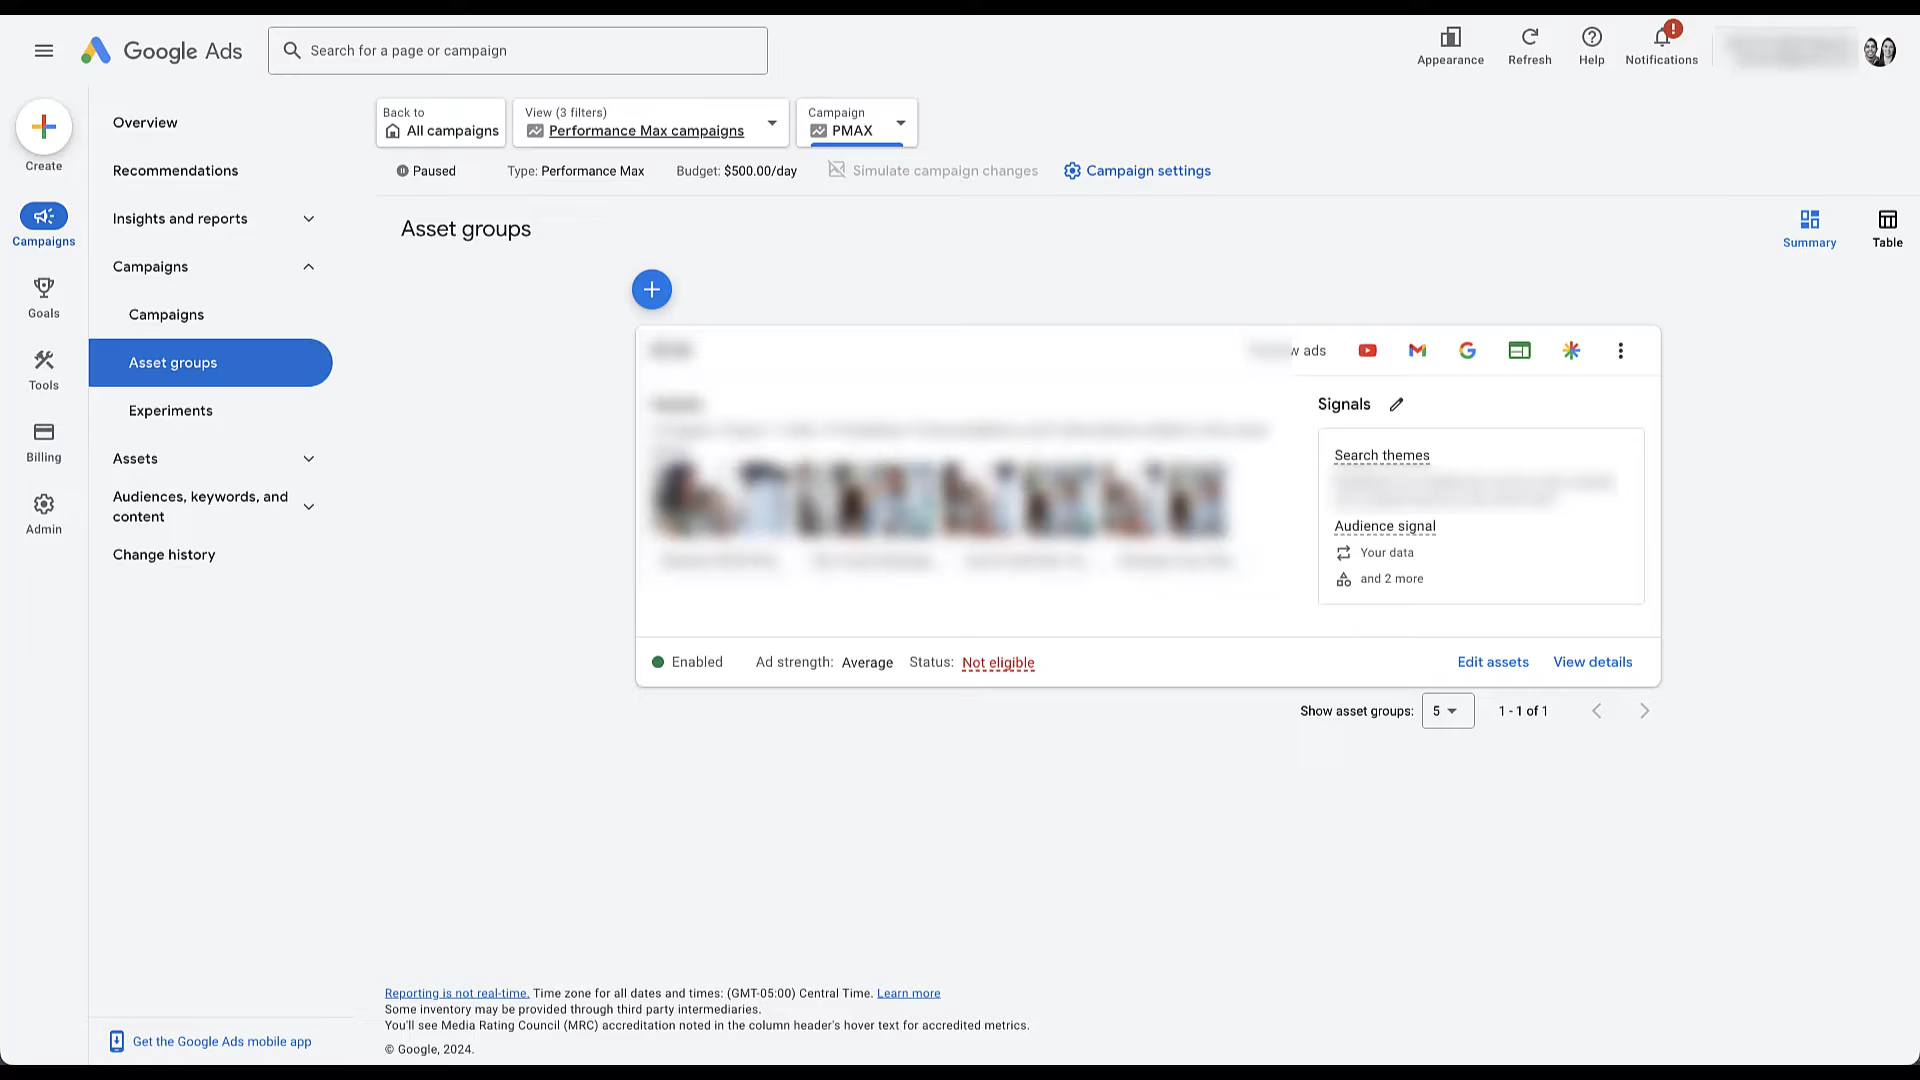 Google Ads
Search for a page or campaign
Appearance
Refresh
Help
!
Notifications
Create
Campaigns
Goals
Tools
Billing
Admin
Overview
Recommendations
Insights and reports
Campaigns
Campaigns
Asset groups
Experiments
Assets
Audiences, keywords, and
content
Change history
Get the Google Ads mobile app
Back to
All campaigns
View (3 filters)
Performance Max campaigns
Campaign
PMAX
Paused
Type: Performance Max
Budget: $500.00/day
Simulate campaign changes
Campaign settings
Asset groups
Summary
Table
ads
Signals
Search themes
Audience signal
Your data
and 2 more
Enabled
Ad strength: Average
Status: Not eligible
Edit assets
View details
Show asset groups:
5
1 - 1 of 1
Reporting is not real-time. Time zone for all dates and times: (GMT-05:00) Central Time. Learn more
Some inventory may be provided through third party intermediaries.
You'll see Media Rating Council (MRC) accreditation noted in the column header's hover text for accredited metrics.
© Google, 2024.